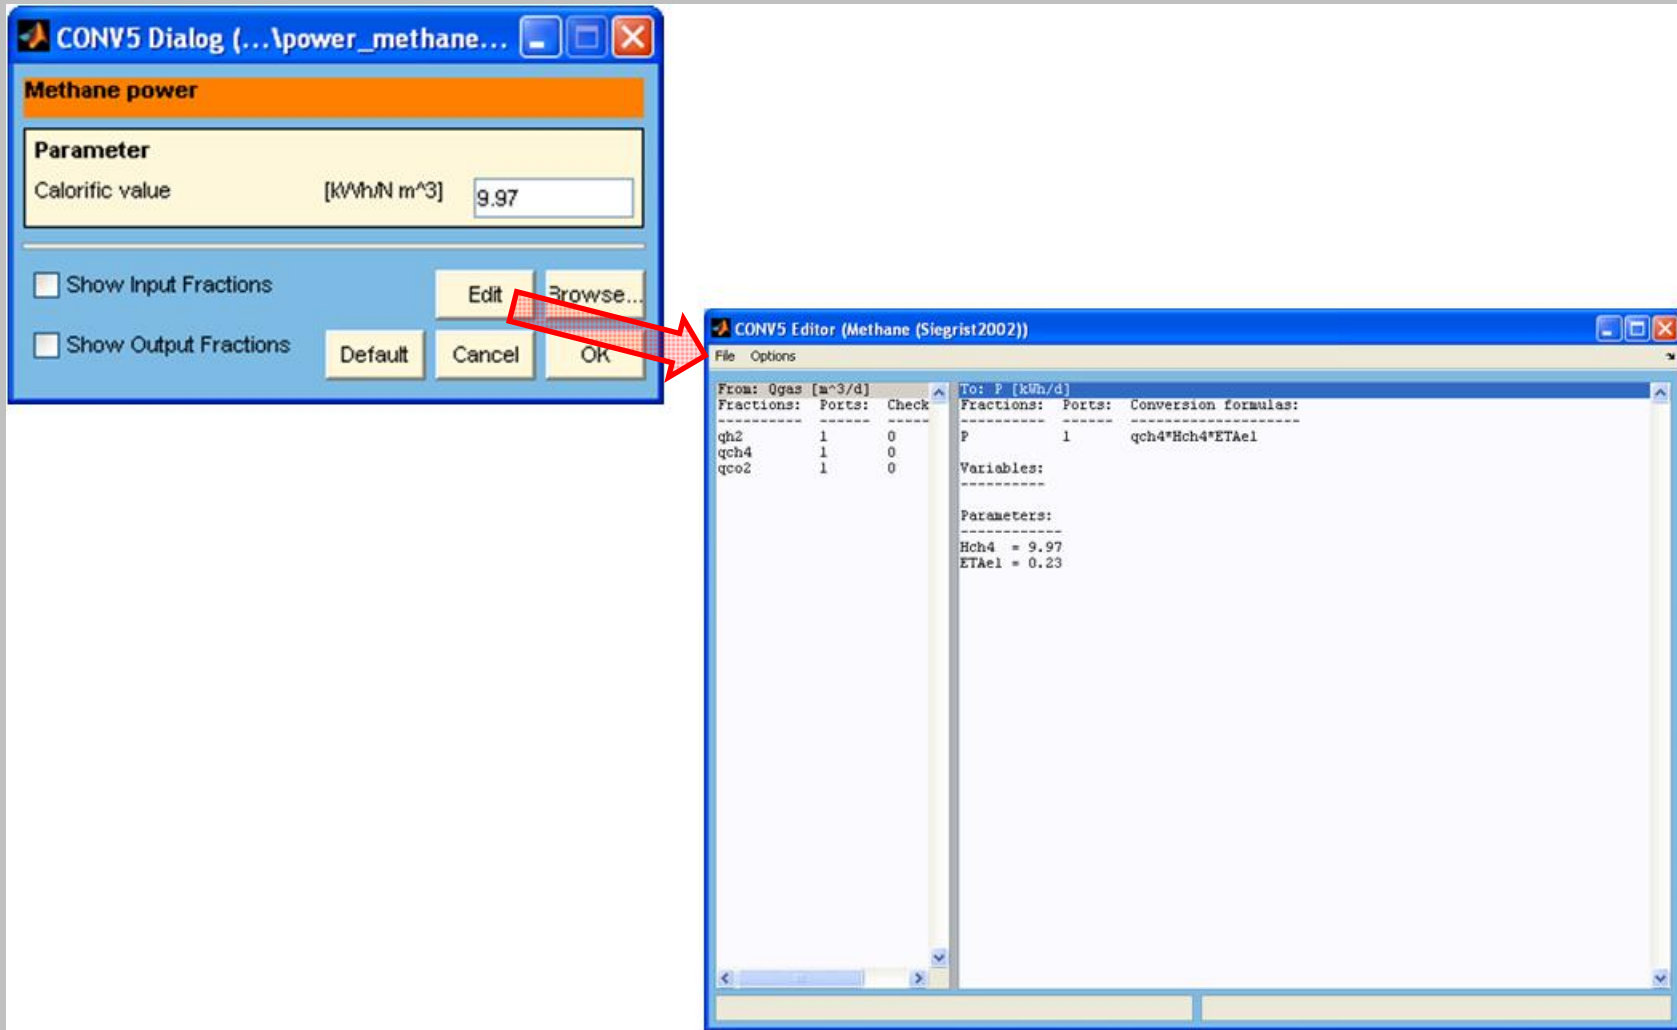 CONV5 Dialog (...\power_methane...
Methane power
Parameter
Calorific value [kWh/N m^3] 9.97
Show Input Fractions
Edit Browse...
Show Output Fractions
Default Cancel OK
CONV5 Editor (Methane (Siegrist2002))
File Options
From: Qgas [m^3/d]
Fractions: Ports: Check
---------- ------ -----
qh2 1 0
qch4 1 0
qco2 1 0
To: P [kWh/d]
Fractions: Ports: Conversion formulas:
---------- ------ --------------------
P 1 qch4*Hch4*ETAel
Variables:
----------
Parameters:
------------
Hch4 = 9.97
ETAel = 0.23